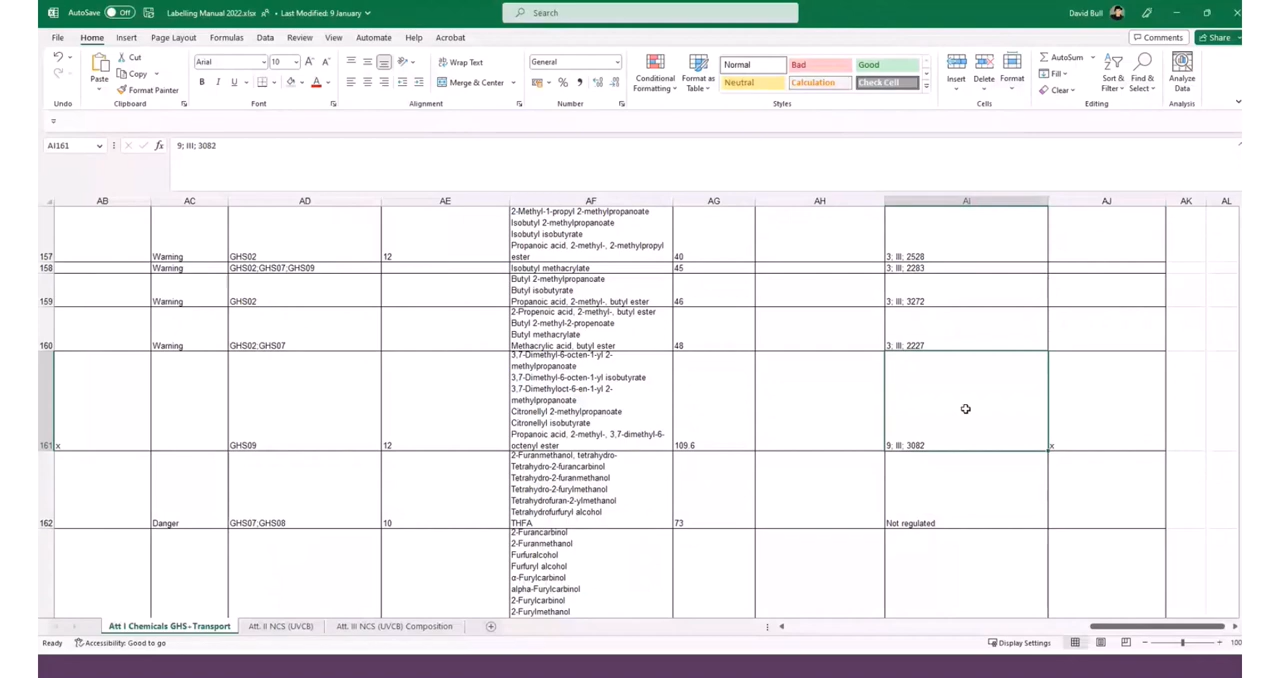 AutoSave Off Labelling Manual 2022.xlsx • Last Modified: 9 January Search David Bull
File Home Insert Page Layout Formulas Data Review View Automate Help Acrobat Comments Share
Undo
Paste
Cut
Copy
Format Painter
Clipboard
Arial 10
B I U
Font
Wrap Text
Merge & Center
Alignment
General
Number
Conditional Formatting
Format as Table
Normal Bad Good
Neutral Calculation Check Cell
Styles
Insert Delete Format
Cells
AutoSum
Fill
Clear
Sort & Filter
Find & Select
Editing
Analyze Data
Analysis
AI161 fx 9; III; 3082
AB AC AD AE AF AG AH AI AJ AK AL
2-Methyl-1-propyl 2-methylpropanoate
Isobutyl 2-methylpropanoate
Isobutyl isobutyrate
Propanoic acid, 2-methyl-, 2-methylpropyl
157 Warning GHS02 12 ester 40 3; III; 2528
158 Warning GHS02;GHS07;GHS09 Isobutyl methacrylate 45 3; III; 2283
Butyl 2-methylpropanoate
Butyl isobutyrate
159 Warning GHS02 Propanoic acid, 2-methyl-, butyl ester 46 3; III; 3272
2-Propenoic acid, 2-methyl-, butyl ester
Butyl 2-methyl-2-propenoate
Butyl methacrylate
160 Warning GHS02;GHS07 Methacrylic acid, butyl ester 48 3; III; 2227
3,7-Dimethyl-6-octen-1-yl 2-
methylpropanoate
3,7-Dimethyl-6-octen-1-yl isobutyrate
3,7-Dimethyloct-6-en-1-yl 2-
methylpropanoate
Citronellyl 2-methylpropanoate
Citronellyl isobutyrate
Propanoic acid, 2-methyl-, 3,7-dimethyl-6-
161 x GHS09 12 octenyl ester 109.6 9; III; 3082 x
2-Furanmethanol, tetrahydro-
Tetrahydro-2-furancarbinol
Tetrahydro-2-furanmethanol
Tetrahydro-2-furylmethanol
Tetrahydrofuran-2-ylmethanol
Tetrahydrofurfuryl alcohol
162 Danger GHS07;GHS08 10 THFA 73 Not regulated
2-Furancarbinol
2-Furanmethanol
Furfuralcohol
Furfuryl alcohol
α-Furylcarbinol
alpha-Furylcarbinol
2-Furylcarbinol
2-Furylmethanol
Att I Chemicals GHS - Transport Att. II NCS (UVCB) Att. III NCS (UVCB) Composition
Ready Accessibility: Good to go Display Settings 100